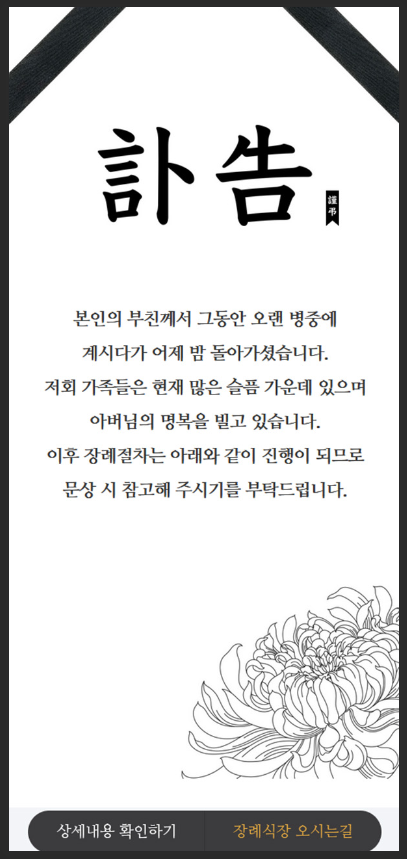 訃告
謹弔
본인의 부친께서 그동안 오랜 병중에
계시다가 어제 밤 돌아가셨습니다.
저희 가족들은 현재 많은 슬픔 가운데 있으며
아버님의 명복을 빌고 있습니다.
이후 장례절차는 아래와 같이 진행이 되므로
문상 시 참고해 주시기를 부탁드립니다.
상세내용 확인하기
장례식장 오시는길